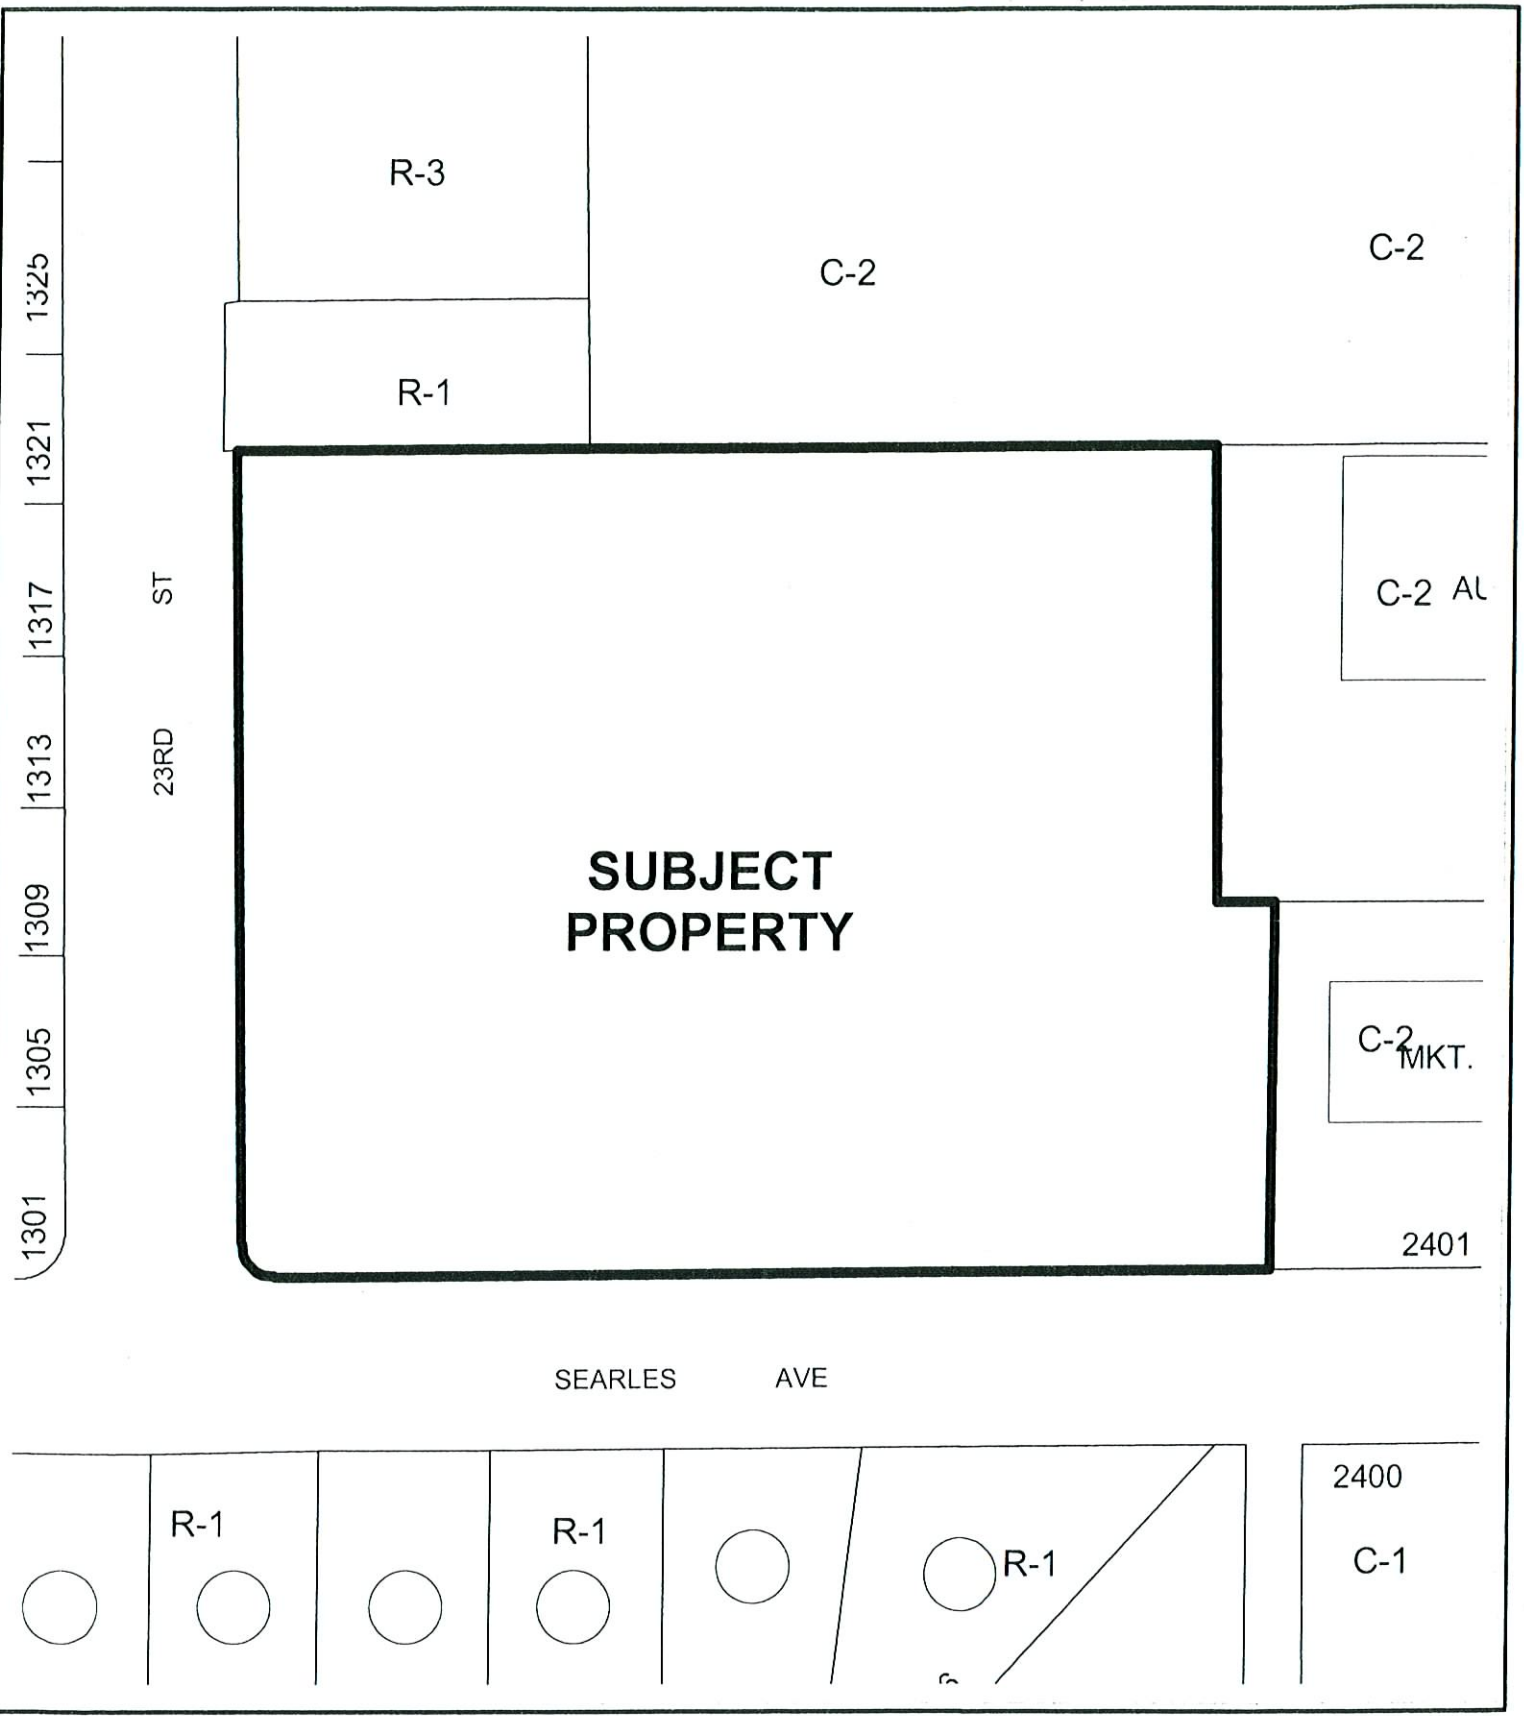 R-3
C-2
C-2
1325
R-1
1321
1317
ST
C-2 AU
1313
23RD
SUBJECT
PROPERTY
1309
1305
C-2
MKT.
1301
2401
SEARLES AVE
2400
R-1
R-1
R-1
C-1